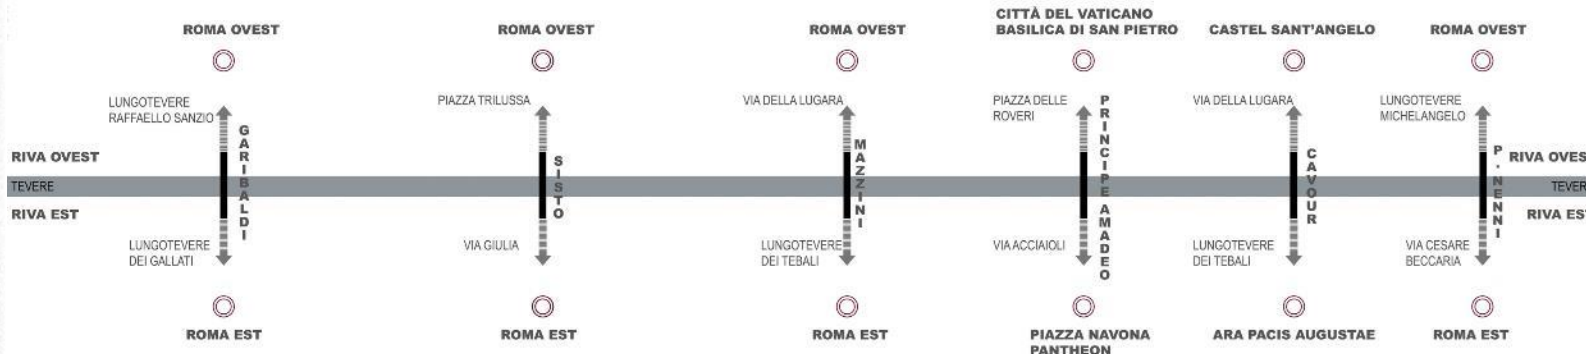 ROMA OVEST
ROMA OVEST
ROMA OVEST
CITTÀ DEL VATICANO
BASILICA DI SAN PIETRO
CASTEL SANT'ANGELO
ROMA OVEST
LUNGOTEVERE
RAFFAELLO SANZIO
PIAZZA TRILUSSA
VIA DELLA LUGARA
PIAZZA DELLE
ROVERI
VIA DELLA LUGARA
LUNGOTEVERE
MICHELANGELO
GARIBALDI
SISTO
MAZZINI
PRINCIPE AMADEO
CAVOUR
P. NENNI
RIVA OVEST
RIVA OVEST
TEVERE
TEVER
RIVA EST
RIVA EST
LUNGOTEVERE
DEI GALLATI
VIA GIULIA
LUNGOTEVERE
DEI TEBALI
VIA ACCIAIOLI
LUNGOTEVERE
DEI TEBALI
VIA CESARE
BECCARIA
ROMA EST
ROMA EST
ROMA EST
PIAZZA NAVONA
PANTHEON
ARA PACIS AUGUSTAE
ROMA EST